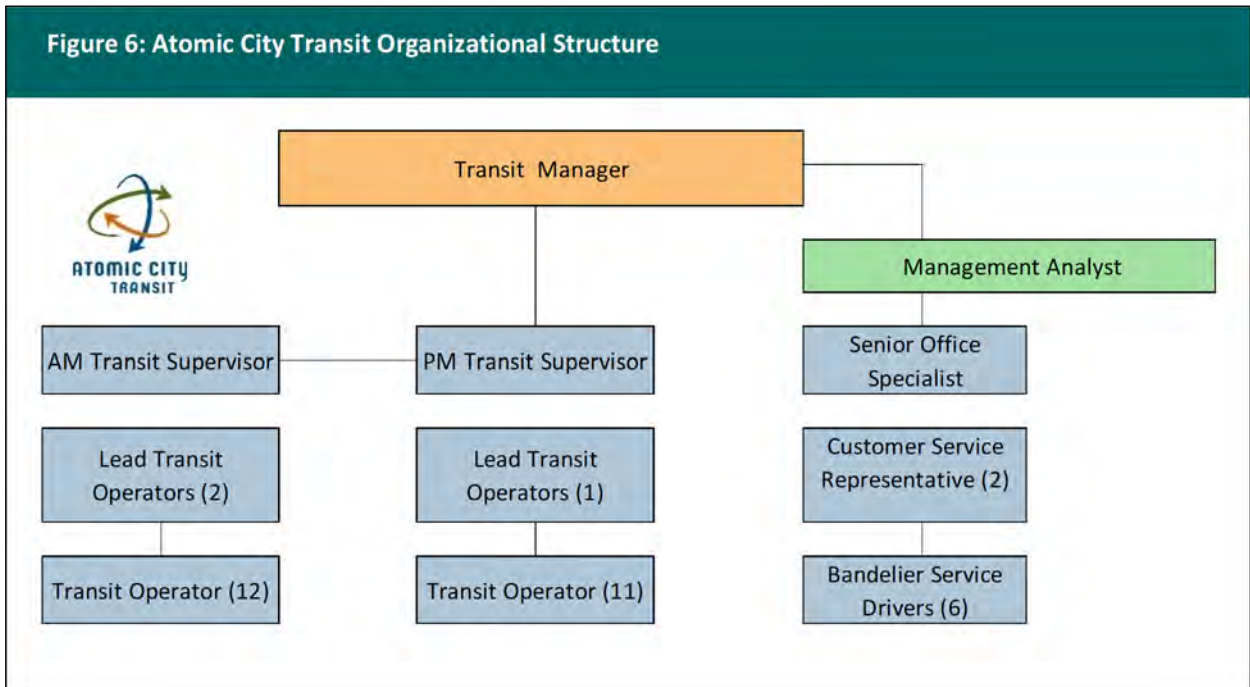 Figure 6: Atomic City Transit Organizational Structure
Transit Manager
ATOMIC CITY
TRANSIT
Management Analyst
AM Transit Supervisor
PM Transit Supervisor
Senior Office
Specialist
Lead Transit
Operators (2)
Lead Transit
Operators (1)
Customer Service
Representative (2)
Transit Operator (12)
Transit Operator (11)
Bandelier Service
Drivers (6)